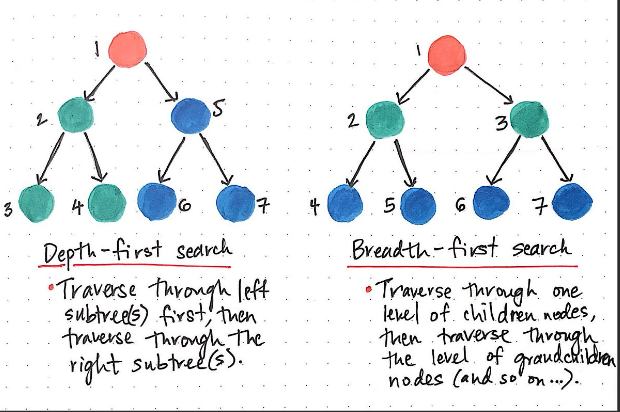 1
2
5
3
4
6
7
Depth-first search
• Traverse through left
subtree(s) first, then
traverse through the
right subtree(s).
1
2
3
4
5
6
7
Breadth-first search
• Traverse through one
level of children nodes,
then traverse through
the level of grandchildren
nodes (and so on...).